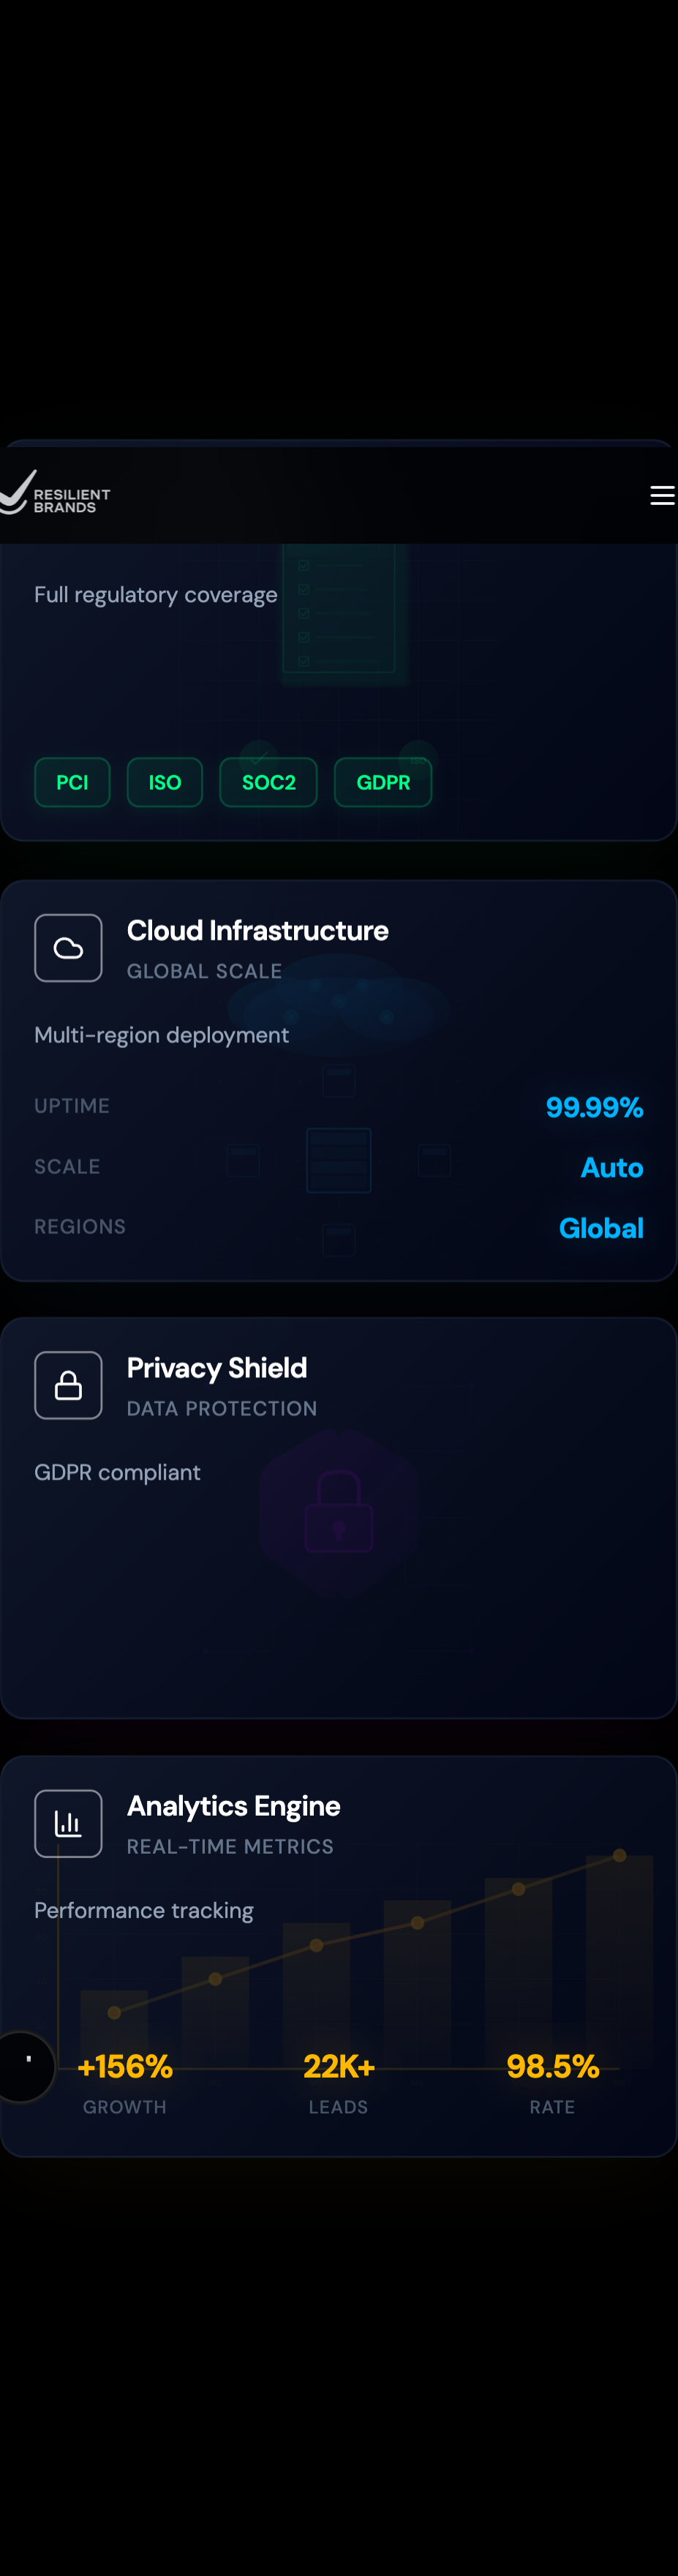 RESILIENT
BRANDS
Full regulatory coverage
PCI ISO SOC2 GDPR
Cloud Infrastructure
GLOBAL SCALE
Multi-region deployment
UPTIME 99.99%
SCALE Auto
REGIONS Global
Privacy Shield
DATA PROTECTION
GDPR compliant
Analytics Engine
REAL-TIME METRICS
Performance tracking
+156% 22K+ 98.5%
GROWTH LEADS RATE